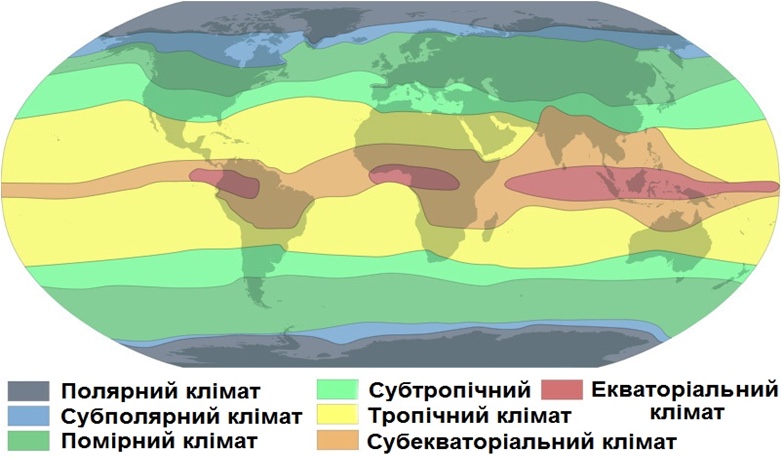 Полярний клімат
Субполярний клімат
Помірний клімат
Субтропічний
Тропічний клімат
Субекваторіальний клімат
Екваторіальний
клімат